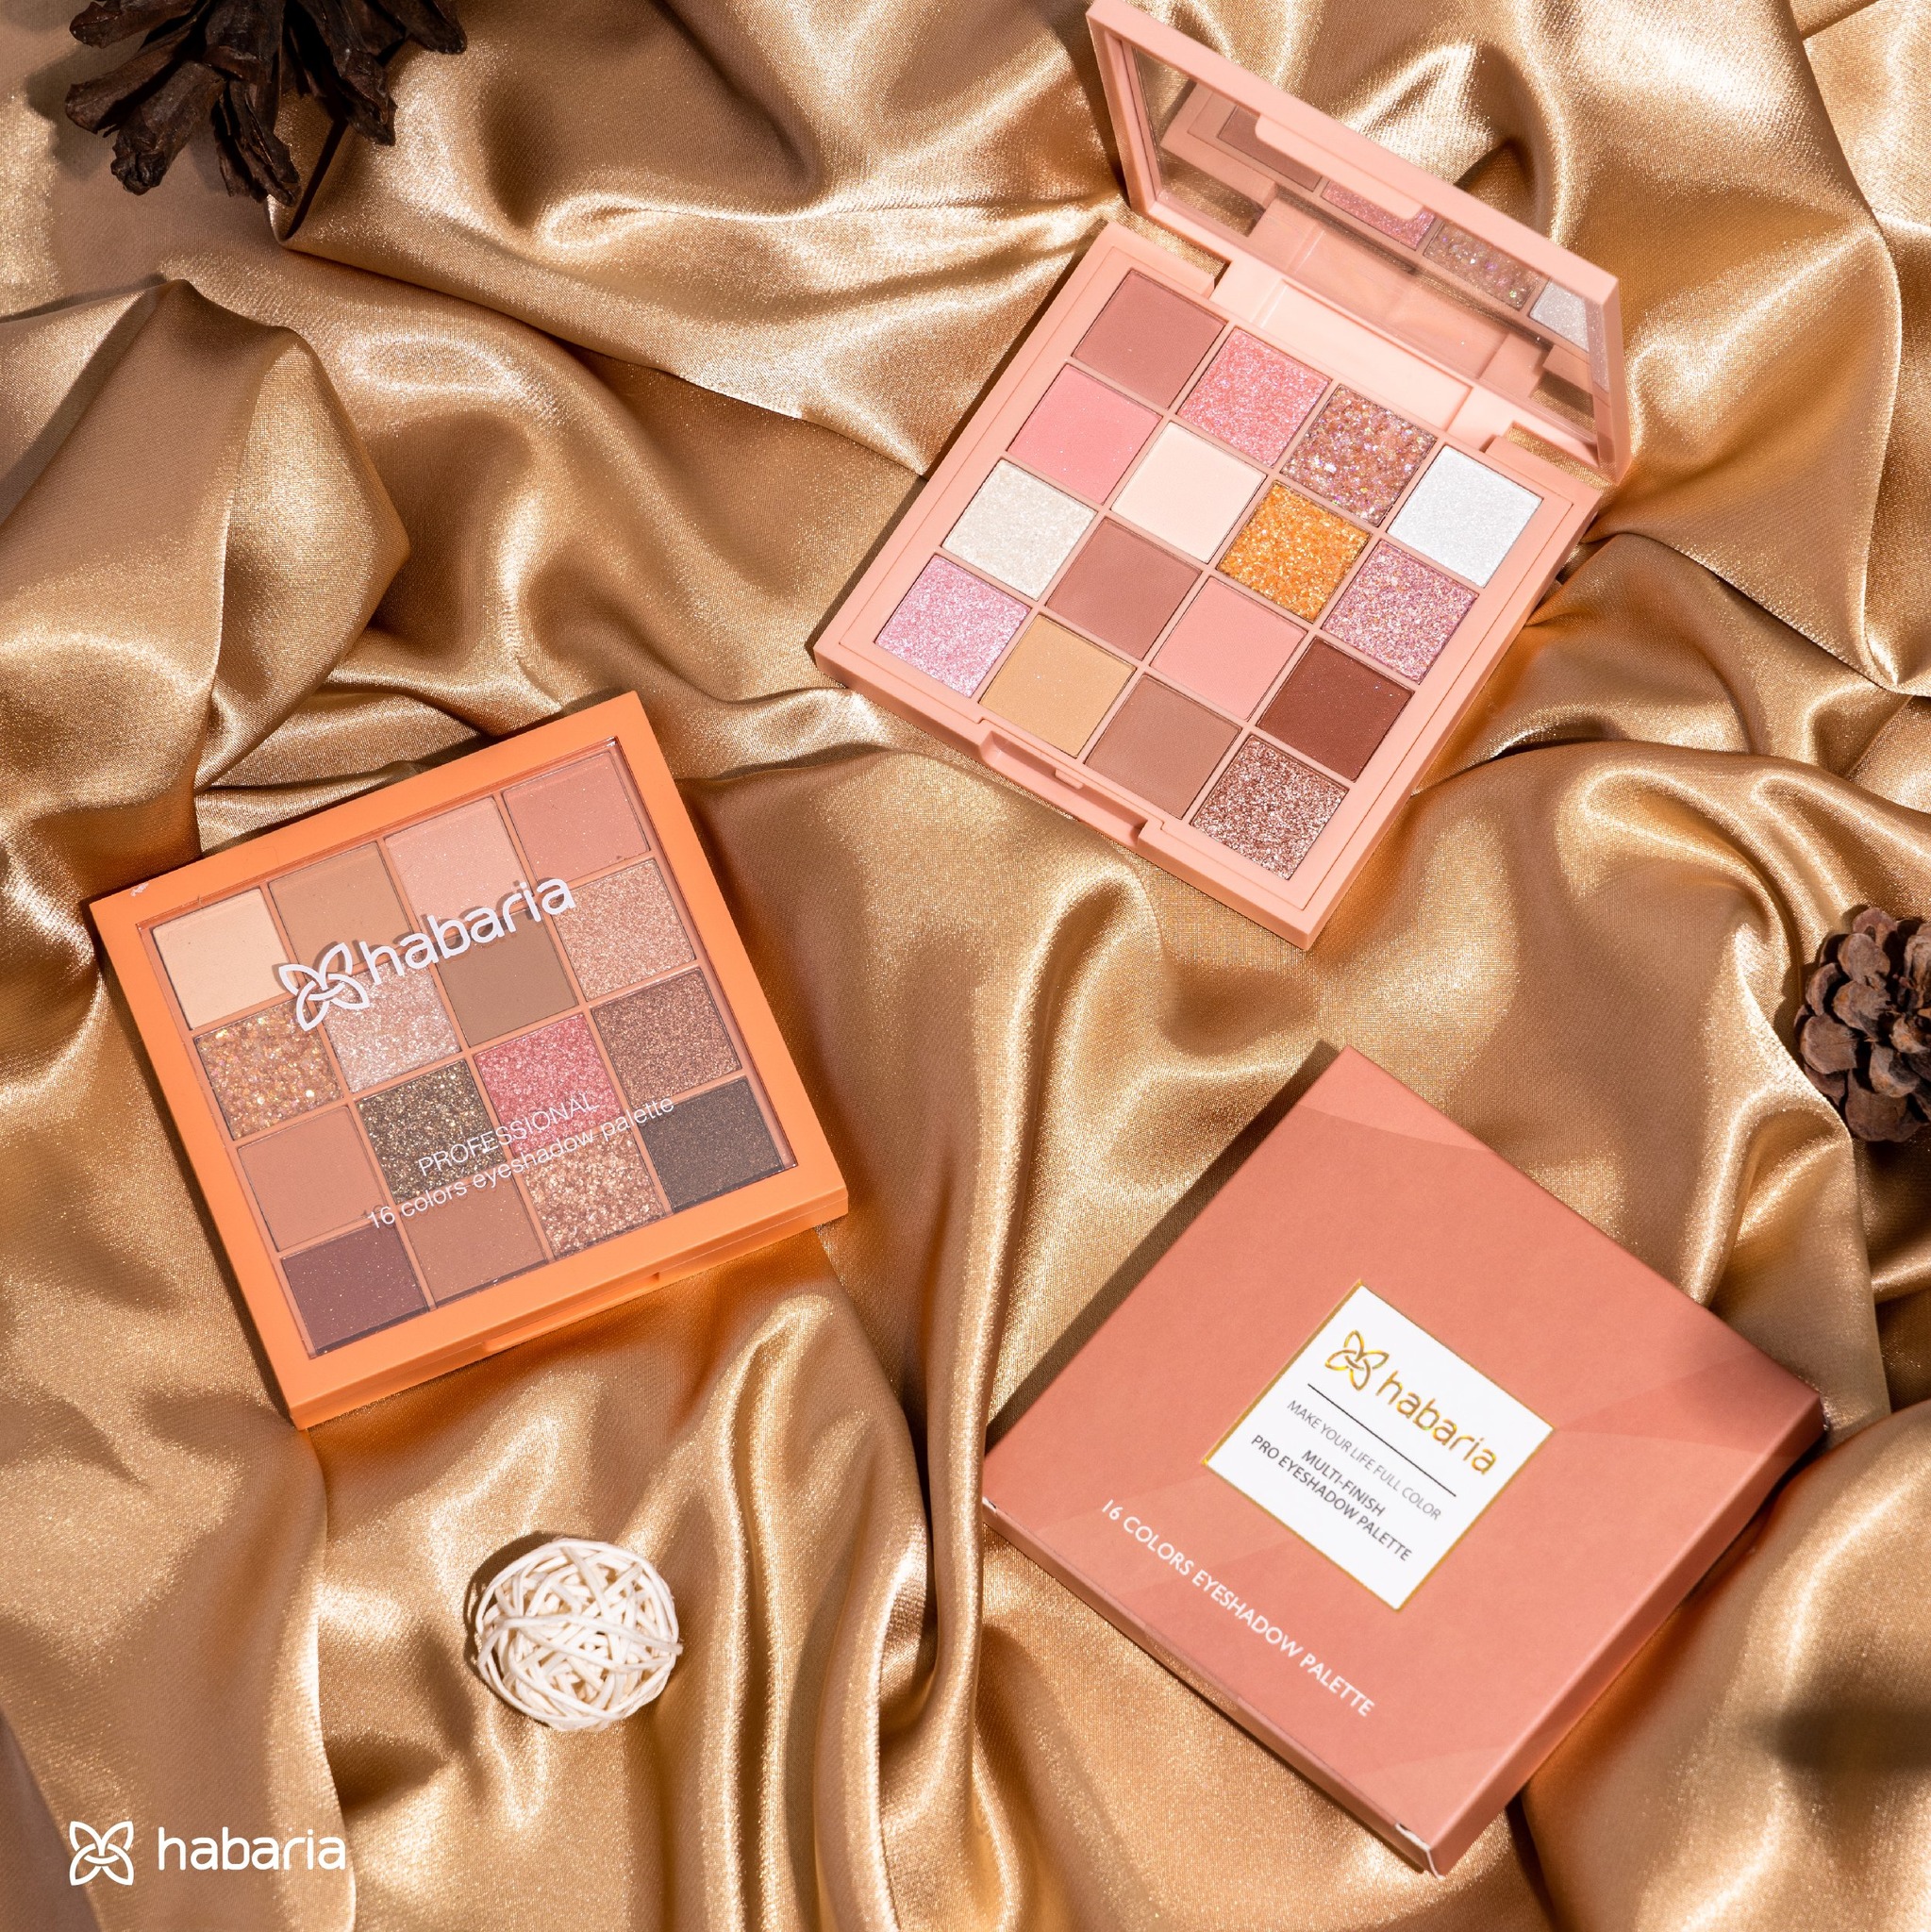 habaria
PROFESSIONAL
16 colors eyeshadow palette
habaria
MAKE YOUR LIFE FULL COLOR
MULTI-FINISH
PRO EYESHADOW PALETTE
16 COLORS EYESHADOW PALETTE
habaria